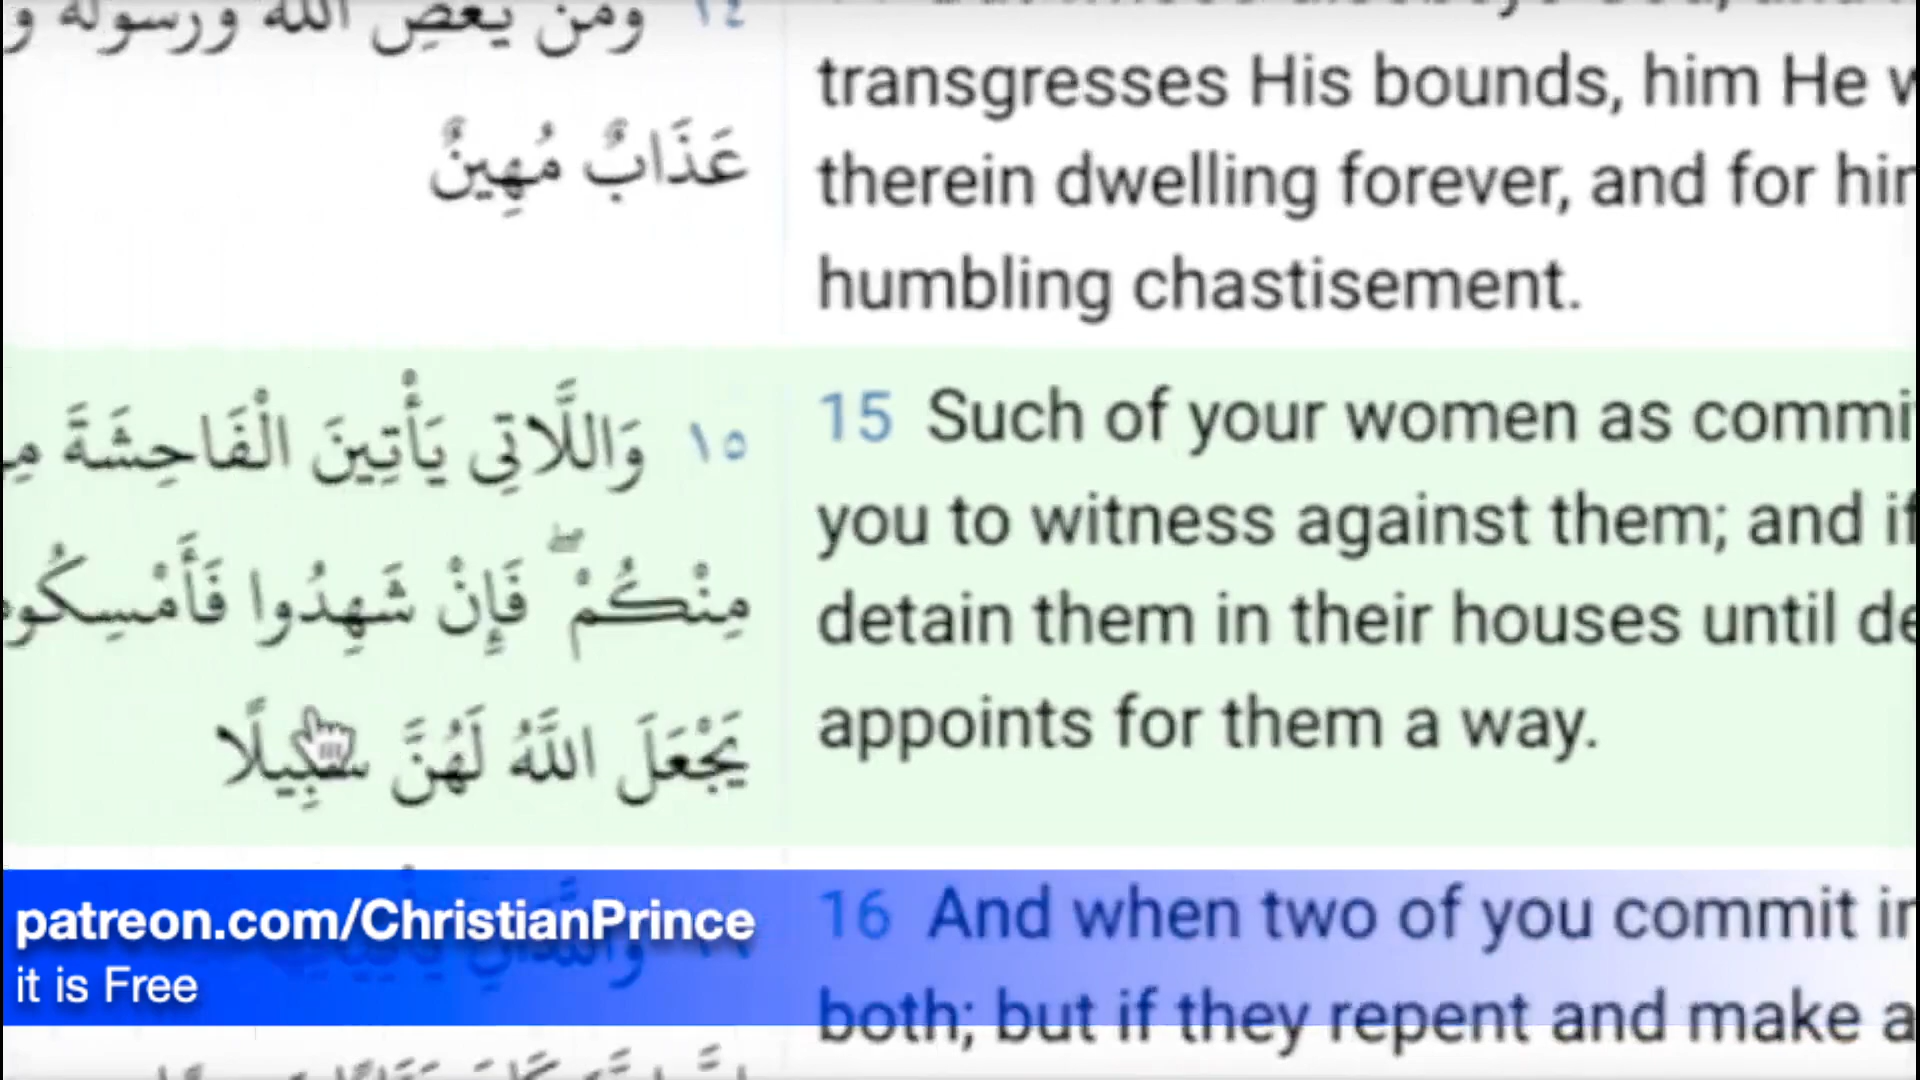 ١٤ ومن يعص الله ورسوله و
عَذَابٌ مُهِينٌ
transgresses His bounds, him He
therein dwelling forever, and for
humbling chastisement.
١٥ وَاللَّاتِي يَأْتِينَ الْفَاحِشَةَ
مِنْكُمْ ۖ فَإِنْ شَهِدُوا
يَجْعَلَ اللَّهُ لَهُنَّ سَبِيلًا
15 Such of your women as commi
you to witness against them; and if
detain them in their houses until de
appoints for them a way.
16 And when two of you commit
both; but if they repent and make a
patreon.com/ChristianPrince
it is Free